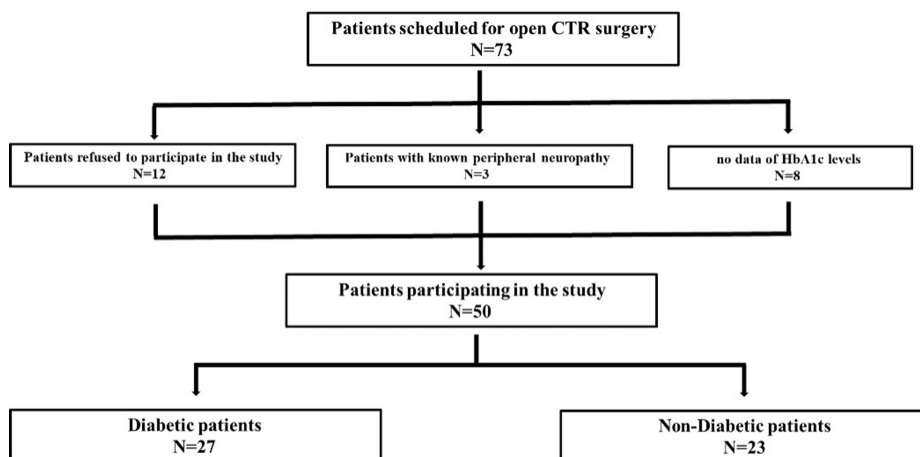 Patients scheduled for open CTR surgery
N=73
Patients refused to participate in the study
N=12
Patients with known peripheral neuropathy
N=3
no data of HbA1c levels
N=8
Patients participating in the study
N=50
Diabetic patients
N=27
Non-Diabetic patients
N=23